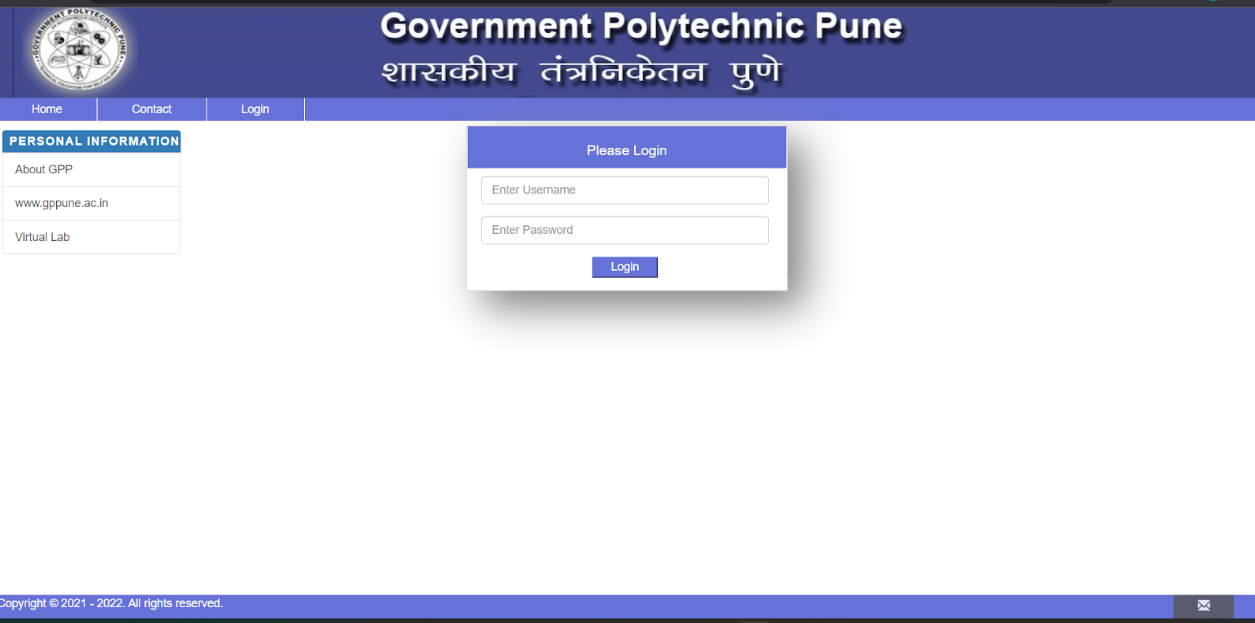 GOVERNMENT POLYTECHNIC PUNE
Government Polytechnic Pune
शासकीय तंत्रनिकेतन पुणे
Home Contact Login
PERSONAL INFORMATION
About GPP
www.gppune.ac.in
Virtual Lab
Please Login
Enter Username
Enter Password
Login
Copyright © 2021 - 2022. All rights reserved.